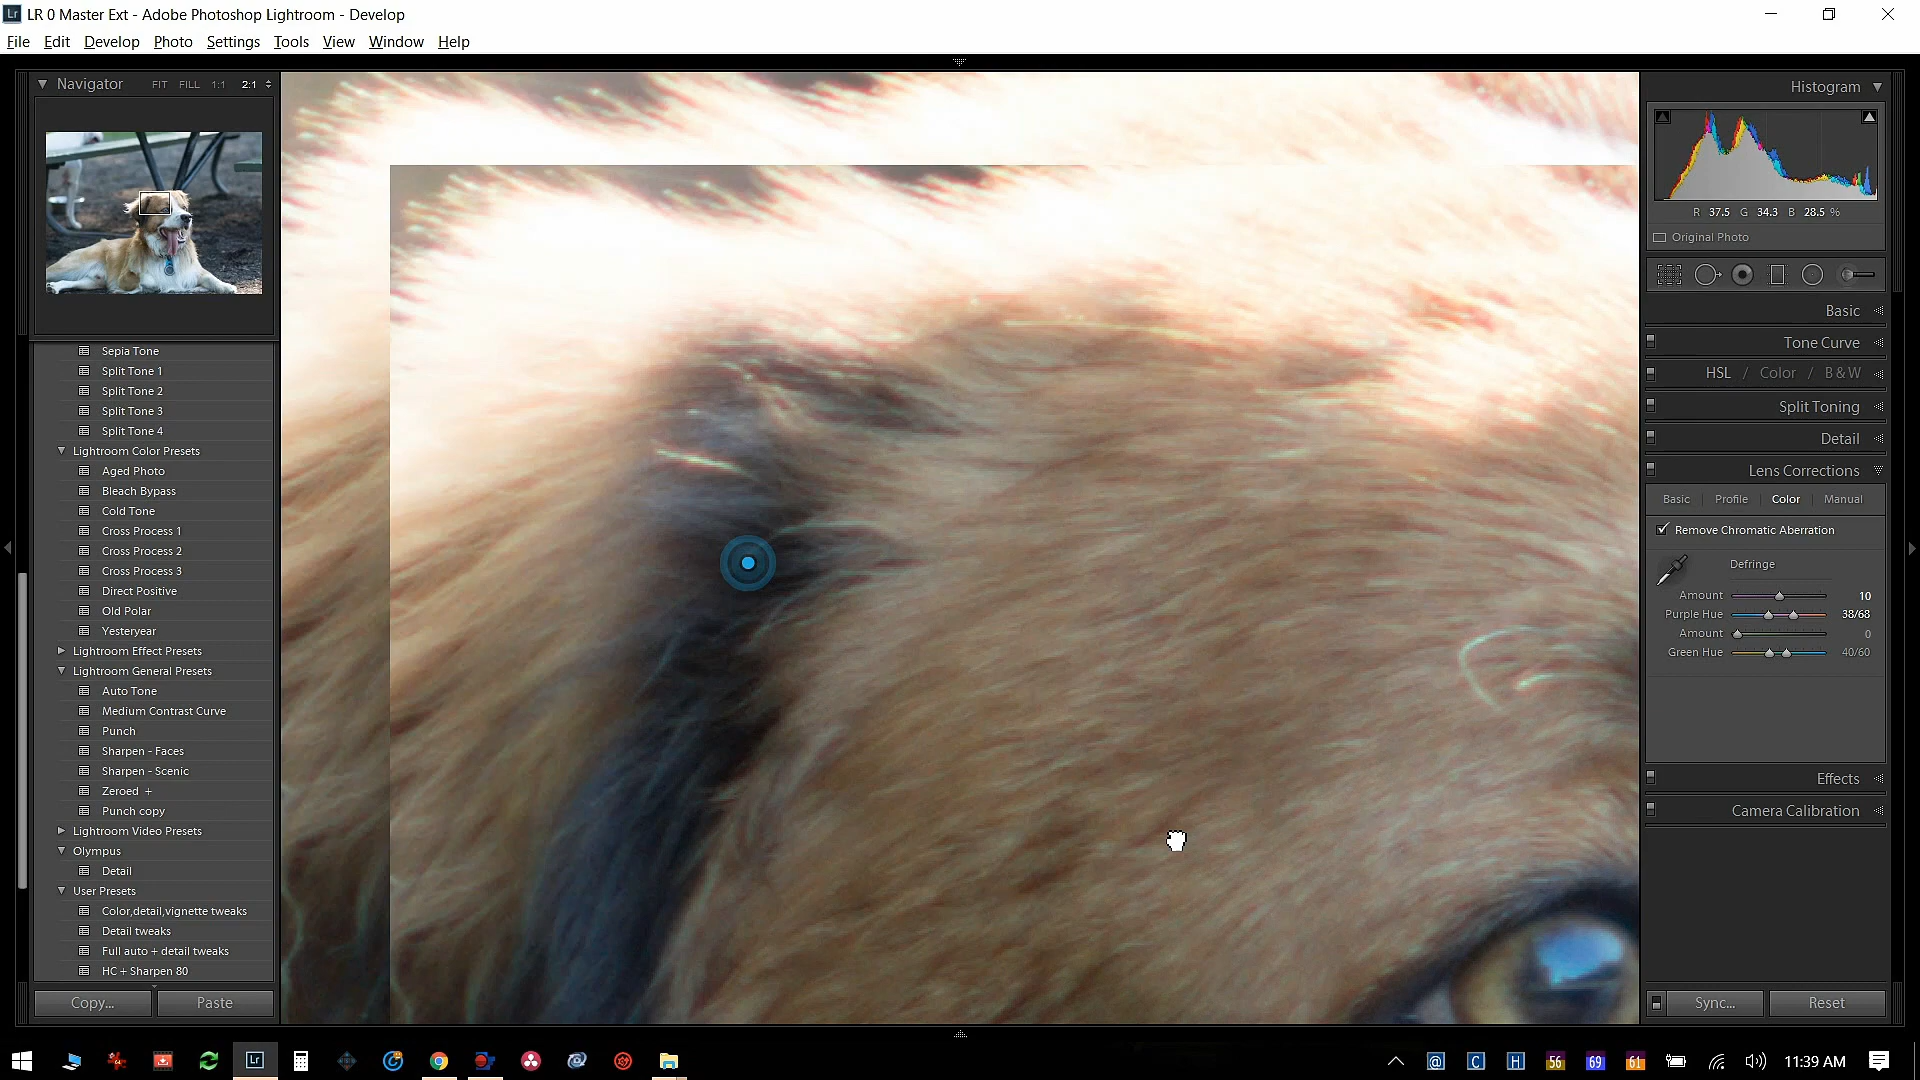 LR 0 Master Ext - Adobe Photoshop Lightroom - Develop
File Edit Develop Photo Settings Tools View Window Help
Navigator FIT FILL 1:1 2:1
Sepia Tone
Split Tone 1
Split Tone 2
Split Tone 3
Split Tone 4
Lightroom Color Presets
Aged Photo
Bleach Bypass
Cold Tone
Cross Process 1
Cross Process 2
Cross Process 3
Direct Positive
Old Polar
Yesteryear
Lightroom Effect Presets
Lightroom General Presets
Auto Tone
Medium Contrast Curve
Punch
Sharpen - Faces
Sharpen - Scenic
Zeroed +
Punch copy
Lightroom Video Presets
Olympus
Detail
User Presets
Color,detail,vignette tweaks
Detail tweaks
Full auto + detail tweaks
HC + Sharpen 80
Copy... Paste
Histogram
R 37.5 G 34.3 B 28.5 %
Original Photo
Basic
Tone Curve
HSL / Color / B & W
Split Toning
Detail
Lens Corrections
Basic Profile Color Manual
Remove Chromatic Aberration
Defringe
Amount 10
Purple Hue 38/68
Amount 0
Green Hue 40/60
Effects
Camera Calibration
Sync... Reset
Lr @ C H 56 69 61 11:39 AM